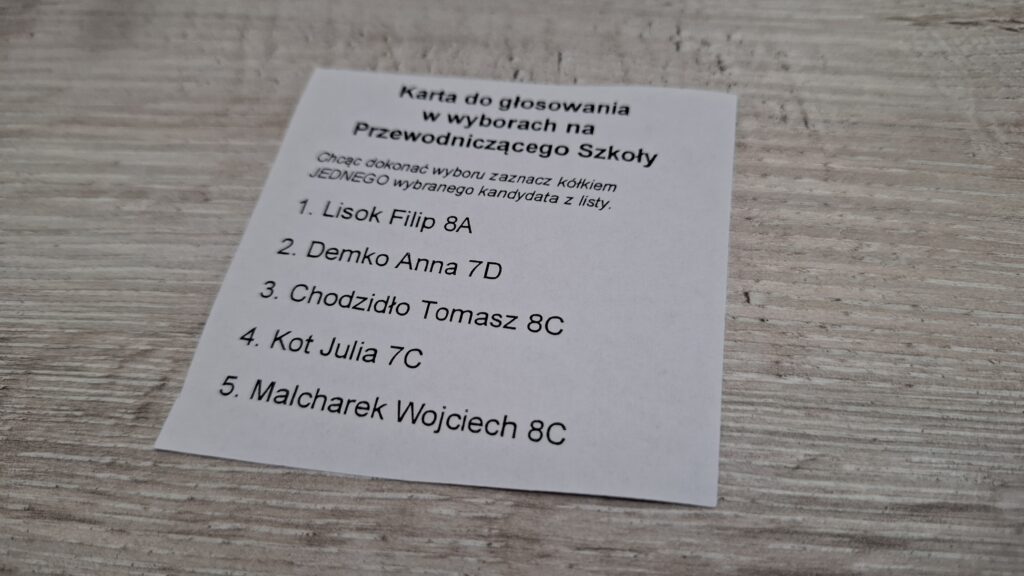 Karta do głosowania
w wyborach na
Przewodniczącego Szkoły
Chcąc dokonać wyboru zaznacz kółkiem
JEDNEGO wybranego kandydata z listy.
1. Lisok Filip 8A
2. Demko Anna 7D
3. Chodzidło Tomasz 8C
4. Kot Julia 7C
5. Malcharek Wojciech 8C